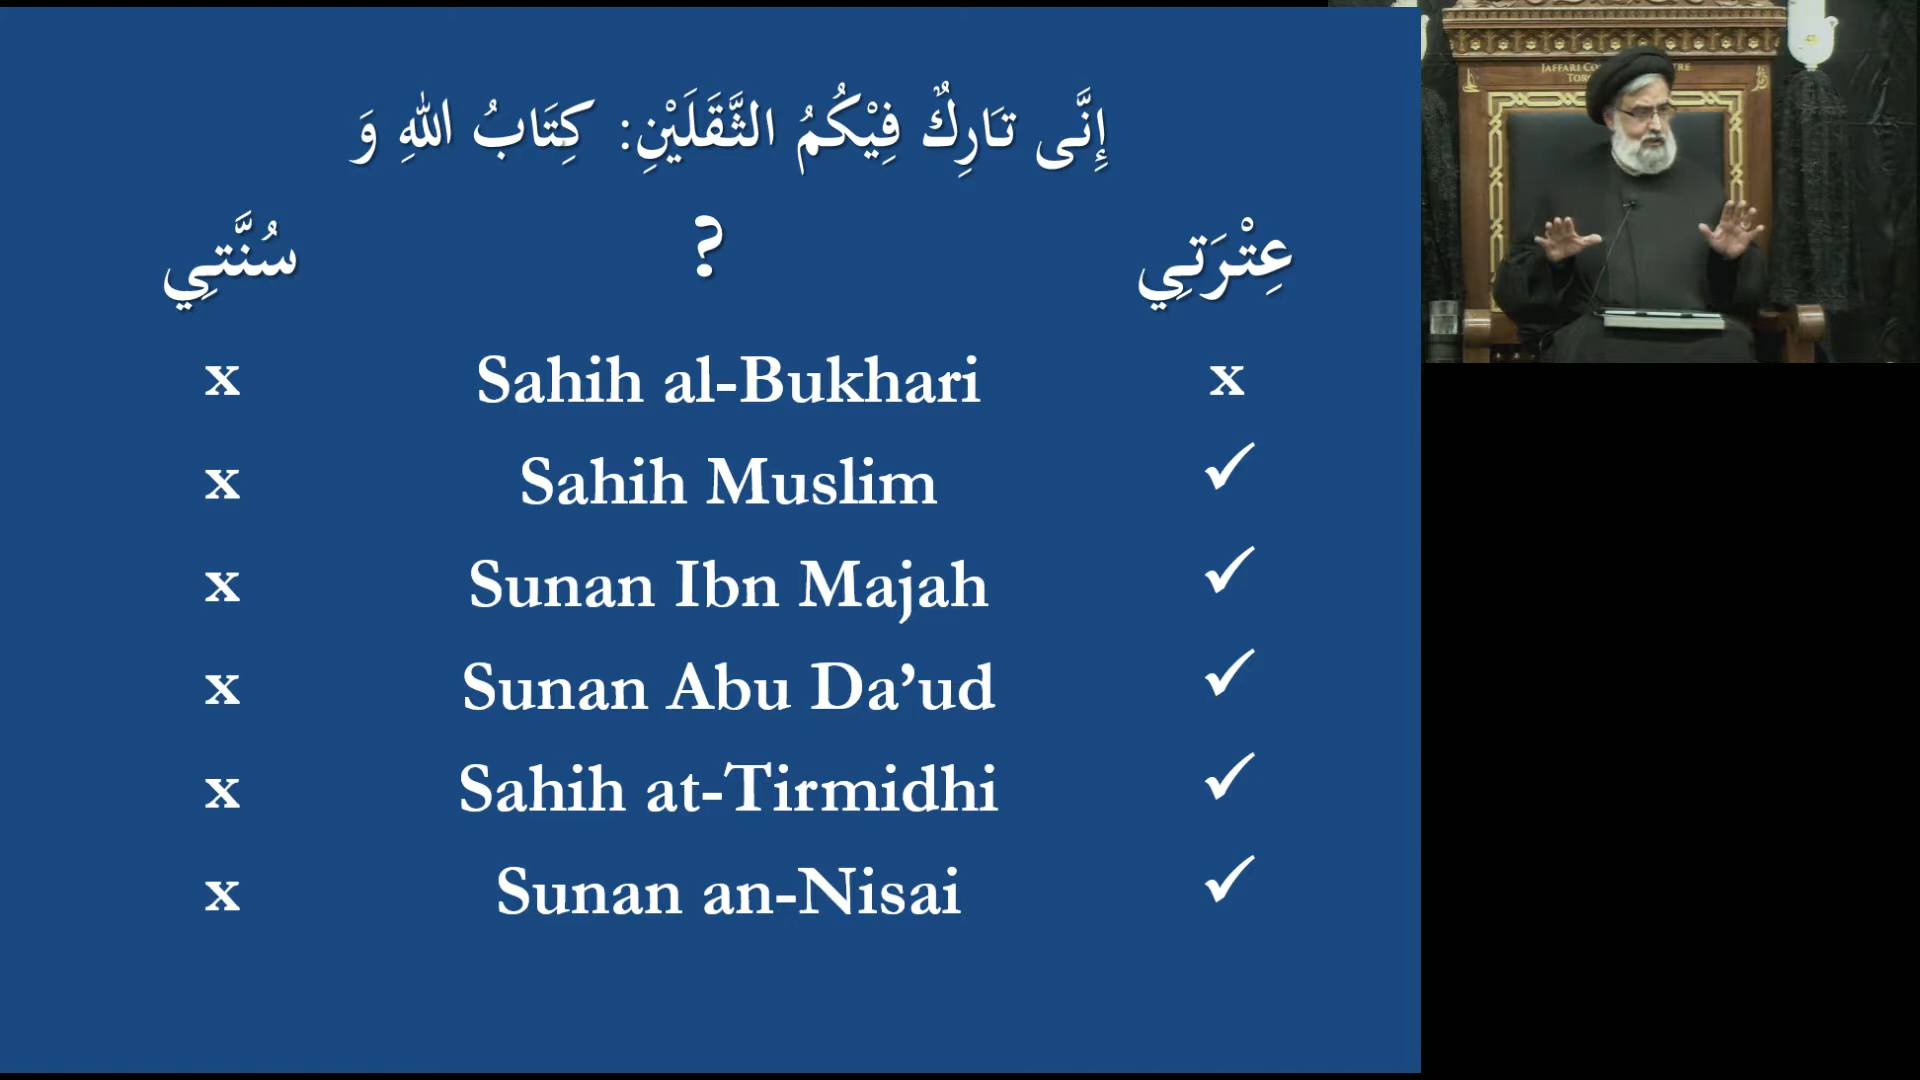 إِنَّى تَارِكٌ فِيْكُمُ الثَّقَلَيْنِ: كِتَابُ اللهِ وَ
عِتْرَتِي ? سُنَّتِي
x Sahih al-Bukhari x
x Sahih Muslim ✓
x Sunan Ibn Majah ✓
x Sunan Abu Da’ud ✓
x Sahih at-Tirmidhi ✓
x Sunan an-Nisai ✓
JAFFARI